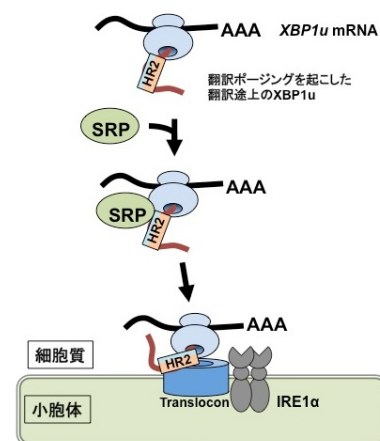 AAA XBP1u mRNA
HR2
翻訳ポージングを起こした
翻訳途上のXBP1u
SRP
AAA
SRP
HR2
AAA
細胞質
HR2
小胞体
Translocon
IRE1α